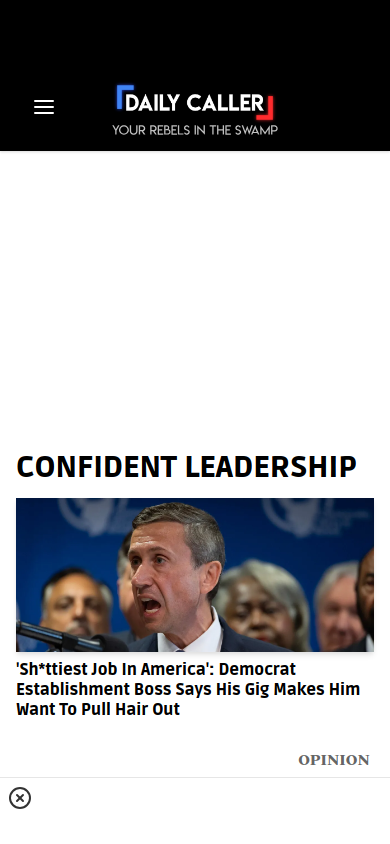 DAILY CALLER
YOUR REBELS IN THE SWAMP
CONFIDENT LEADERSHIP
'Sh*ttiest Job In America': Democrat
Establishment Boss Says His Gig Makes Him
Want To Pull Hair Out
OPINION